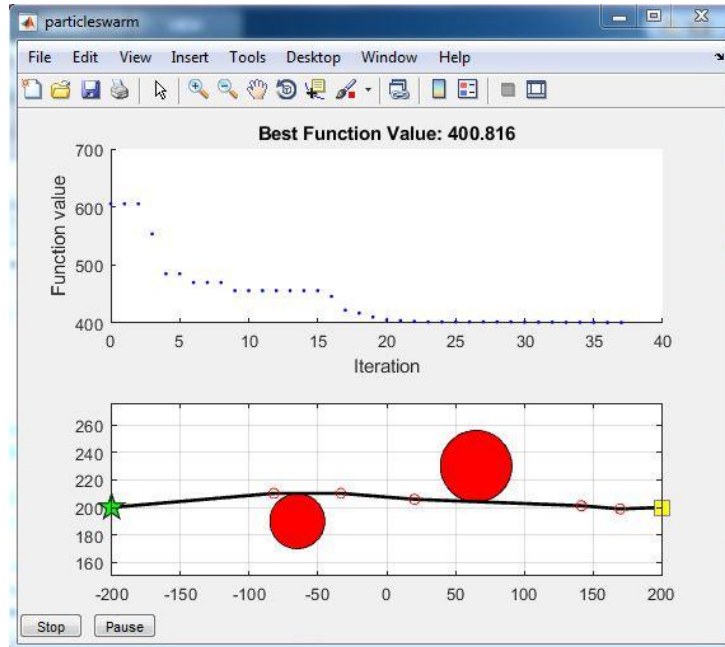 particleswarm
File Edit View Insert Tools Desktop Window Help
Best Function Value: 400.816
700
600
500
400
Function value
0 5 10 15 20 25 30 35 40
Iteration
260
240
220
200
180
160
-200 -150 -100 -50 0 50 100 150 200
Stop Pause